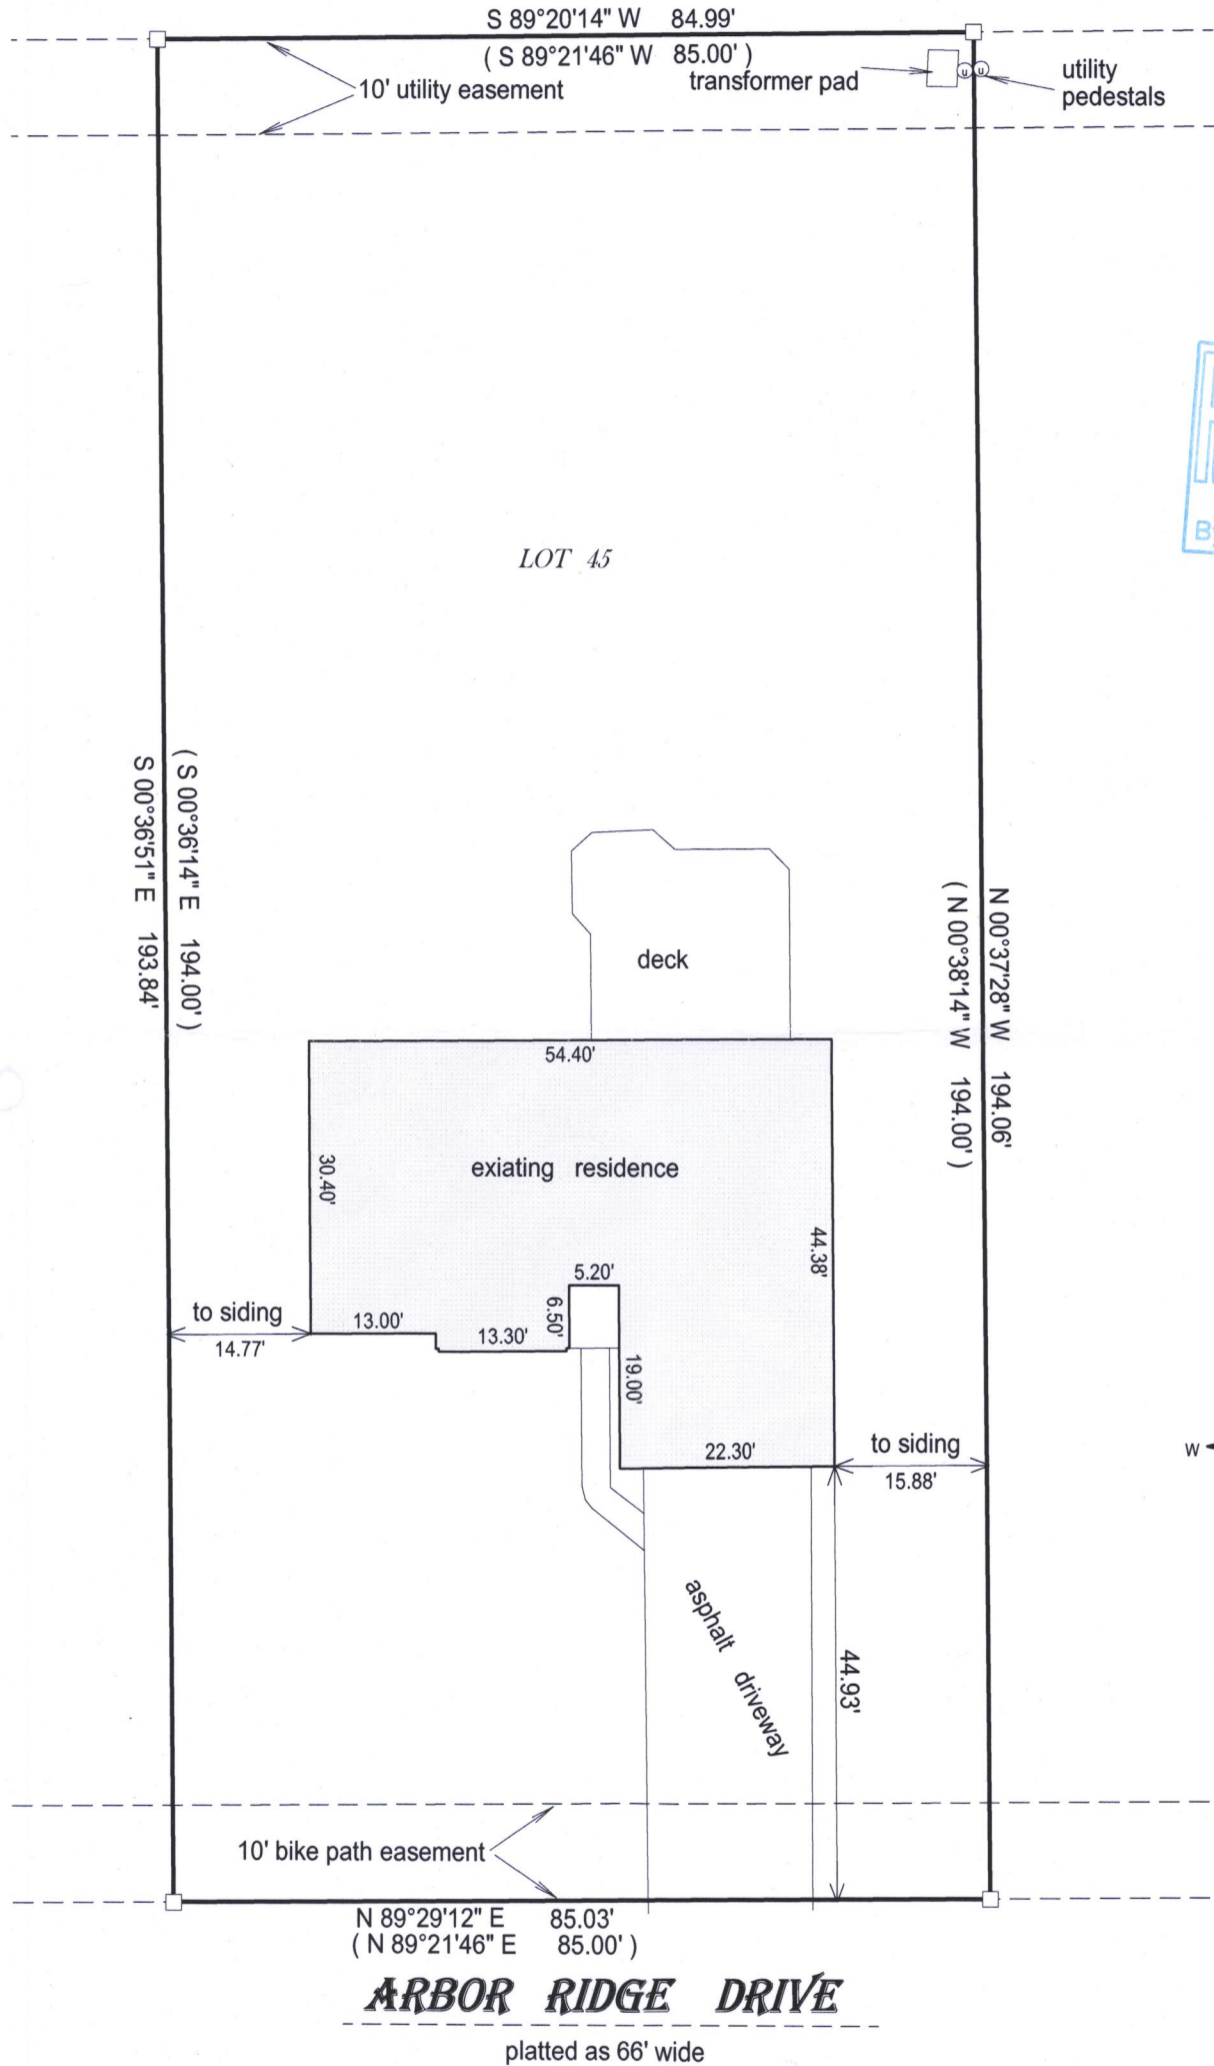 S 89°20'14" W 84.99'
( S 89°21'46" W 85.00' )
10' utility easement
transformer pad
u u
utility
pedestals
LOT 45
B
S 00°36'51" E 193.84'
( S 00°36'14" E 194.00' )
N 00°37'28" W 194.06'
( N 00°38'14" W 194.00' )
deck
54.40'
30.40'
exiating residence
44.38'
5.20'
6.50'
to siding
14.77'
13.00'
13.30'
19.00'
22.30'
to siding
15.88'
W
asphalt driveway
44.93'
10' bike path easement
N 89°29'12" E 85.03'
( N 89°21'46" E 85.00' )
ARBOR RIDGE DRIVE
platted as 66' wide